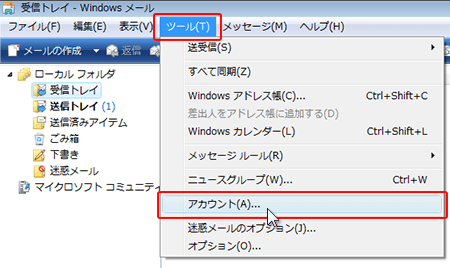 受信トレイ - Windows メール
ファイル(F) 編集(E) 表示(V) ツール(T) メッセージ(M) ヘルプ(H)
メールの作成 返信
送受信(S)
すべて同期(Z)
Windows アドレス帳(C)... Ctrl+Shift+C
差出人をアドレス帳に追加する(D)
Windows カレンダー(L) Ctrl+Shift+L
メッセージ ルール(R)
ニュースグループ(W)... Ctrl+W
アカウント(A)...
迷惑メールのオプション(J)...
オプション(O)...
ローカル フォルダ
受信トレイ
送信トレイ (1)
送信済みアイテム
ごみ箱
下書き
迷惑メール
マイクロソフト コミュニティ